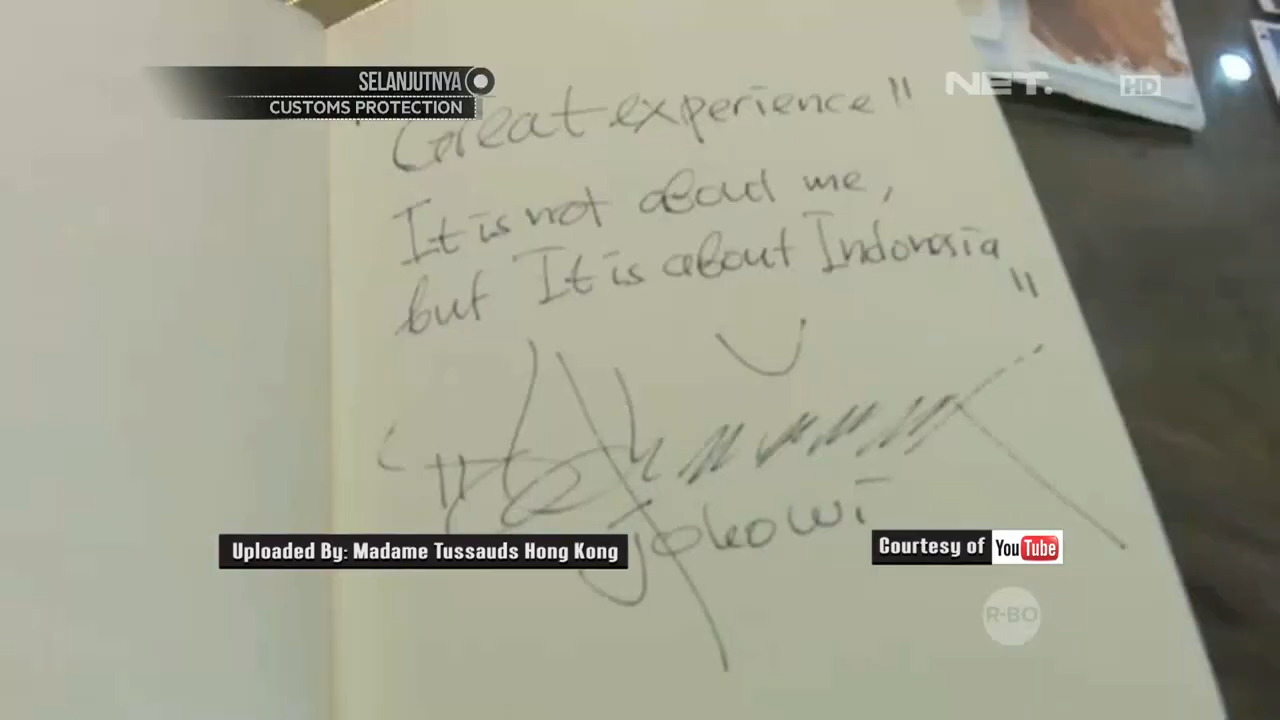 SELANJUTNYA
CUSTOMS PROTECTION
NET.
HD
"Great experience"
It is not about me,
but It is about Indonesia
"
Jokowi
Uploaded By: Madame Tussauds Hong Kong
Courtesy of YouTube
R-BO